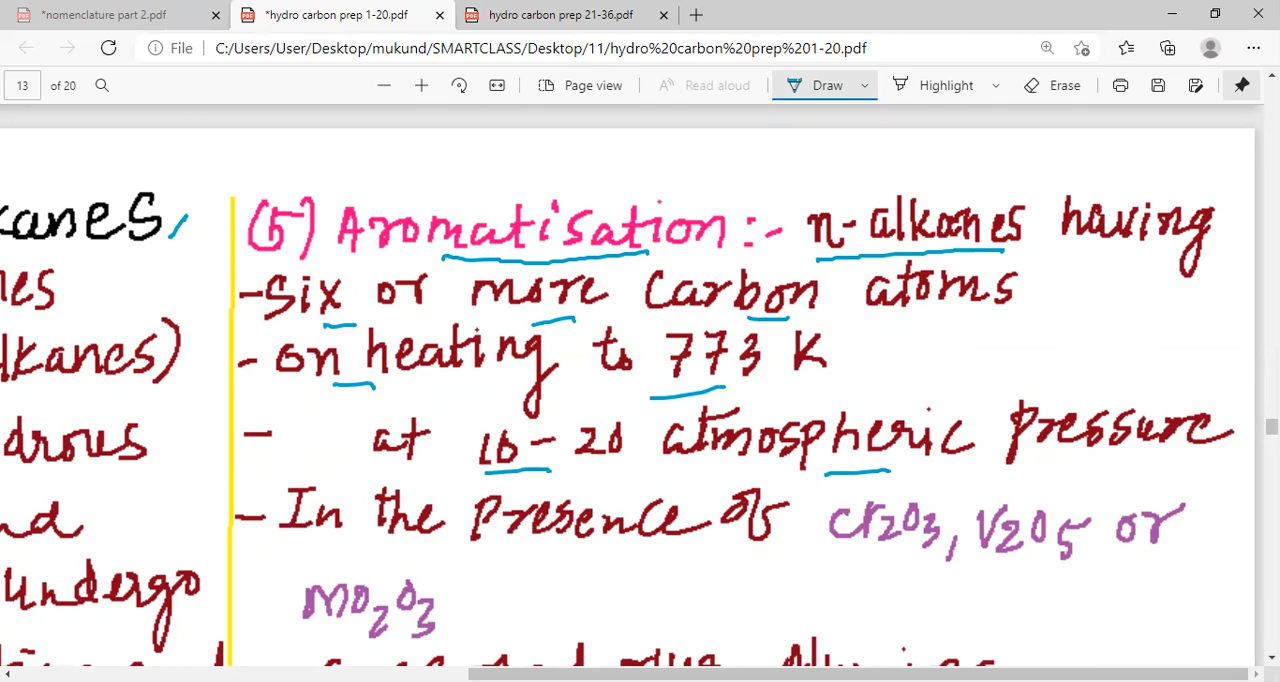 *nomenclature part 2.pdf
*hydro carbon prep 1-20.pdf
hydro carbon prep 21-36.pdf
File C:/Users/User/Desktop/mukund/SMARTCLASS/Desktop/11/hydro%20carbon%20prep%201-20.pdf
13 of 20 Page view Read aloud Draw Highlight Erase
kanes,
nes
lkanes)
drous
nd
undergo
(5) Aromatisation :- n-alkanes having
-six or more carbon atoms
- on heating to 773 K
- at 10-20 atmospheric pressure
- In the presence of Cr2O3, V2O5 or
MO2O3